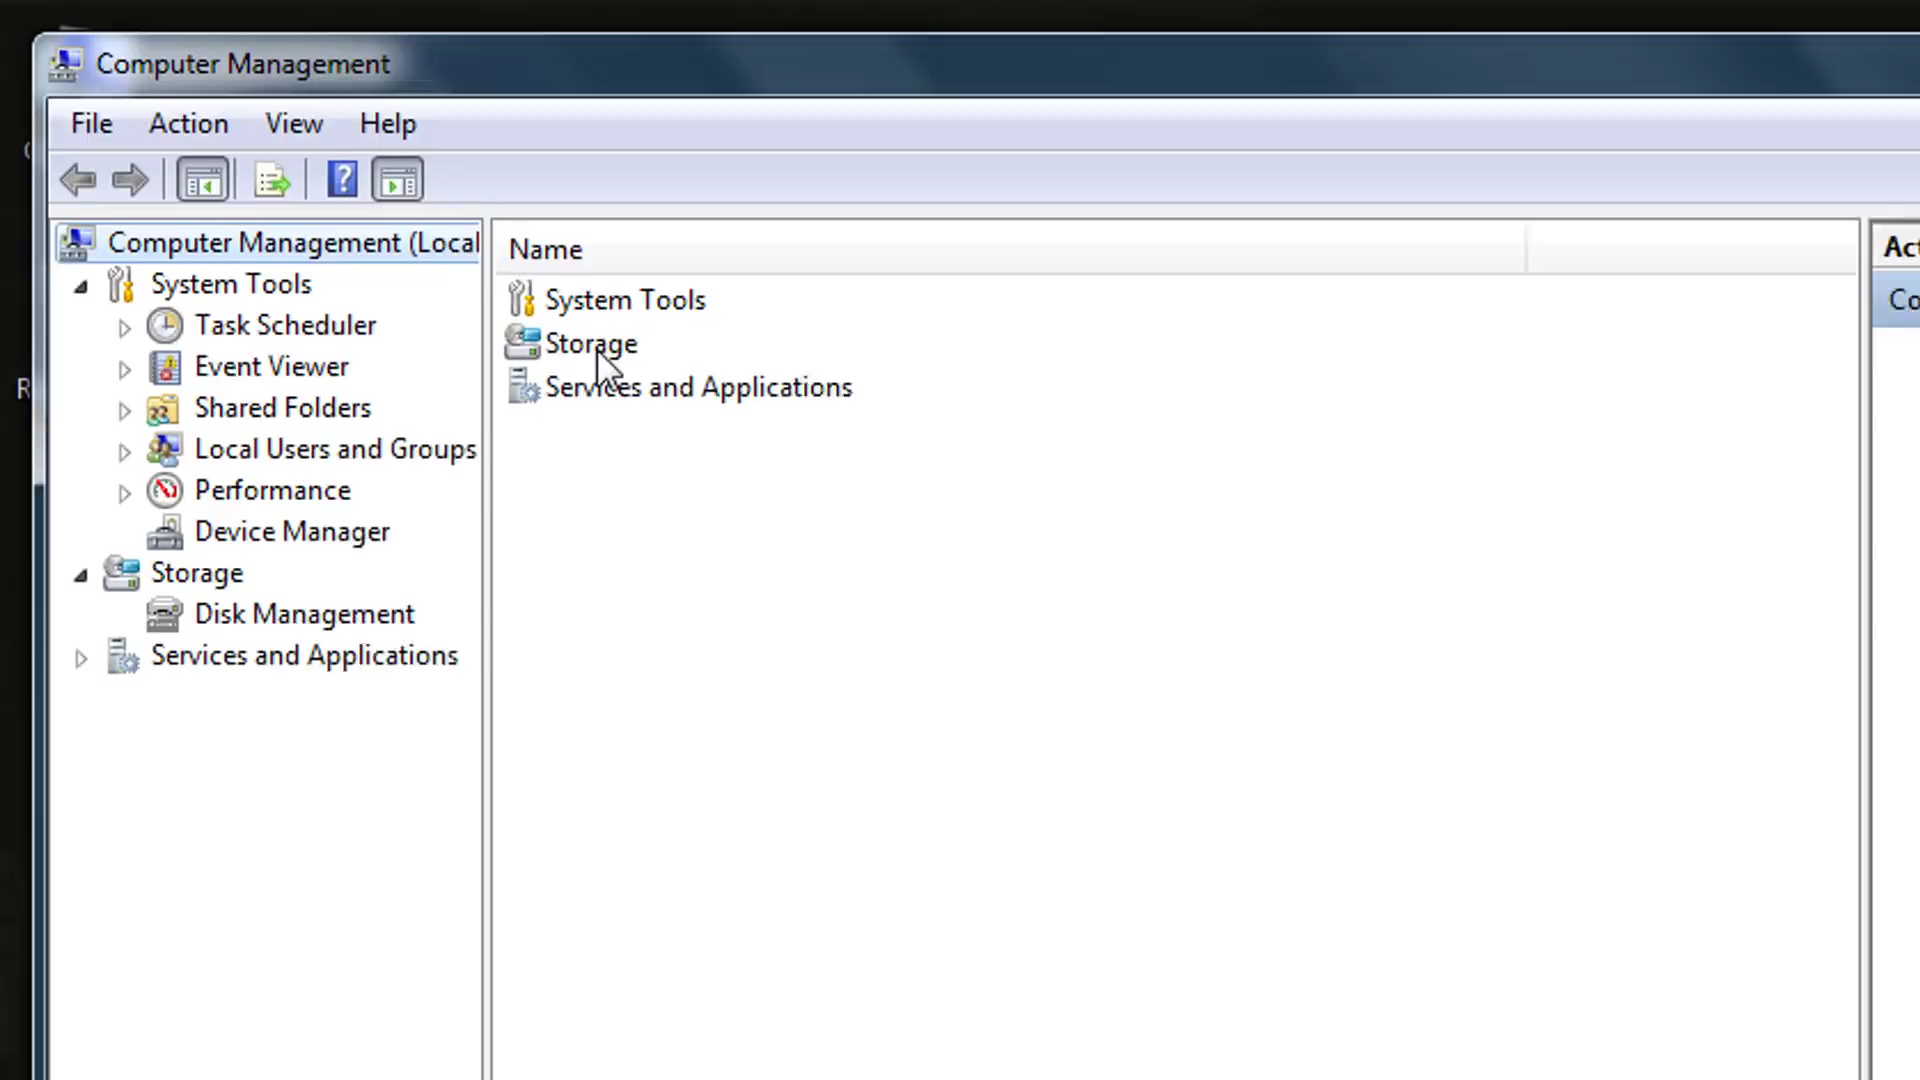 Computer Management
File Action View Help
Computer Management (Local
System Tools
Task Scheduler
Event Viewer
Shared Folders
Local Users and Groups
Performance
Device Manager
Storage
Disk Management
Services and Applications
Name
System Tools
Storage
Services and Applications
Act
Co
R